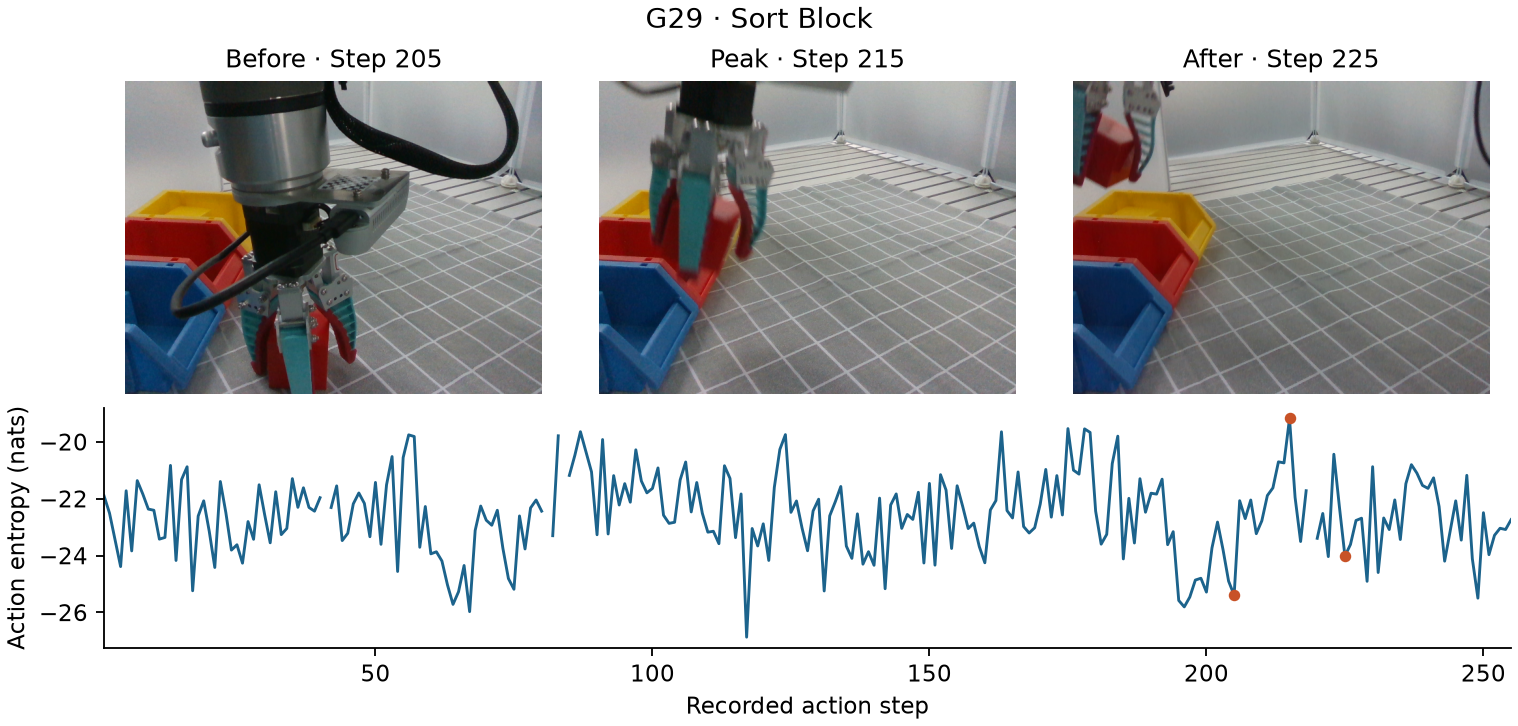 G29 · Sort Block
Before · Step 205
Peak · Step 215
After · Step 225
Action entropy (nats)
−20
−22
−24
−26
50
100
150
200
250
Recorded action step